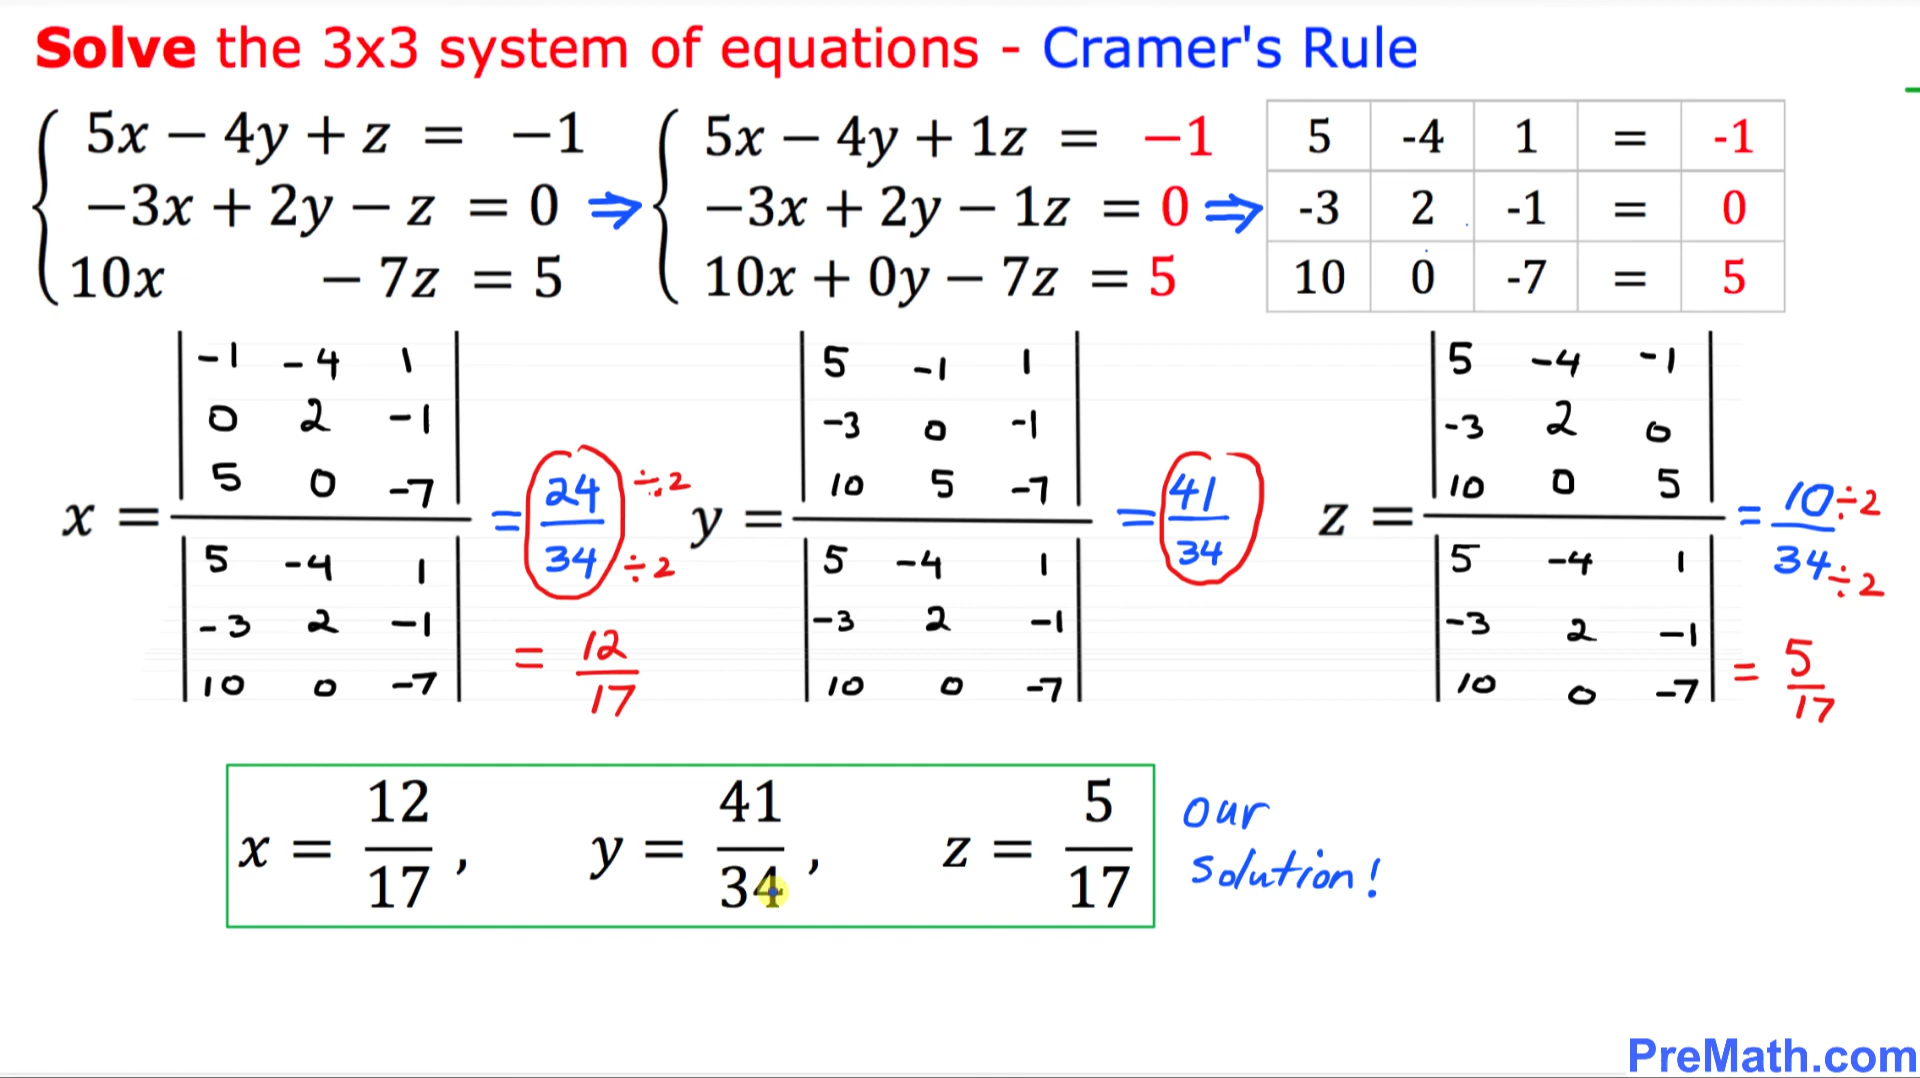 Solve the 3x3 system of equations - Cramer's Rule
5x − 4y + z = −1
−3x + 2y − z = 0
10x − 7z = 5
⇒
5x − 4y + 1z = −1
−3x + 2y − 1z = 0
10x + 0y − 7z = 5
⇒
5 -4 1 = -1
-3 2 -1 = 0
10 0 -7 = 5
x =
-1 -4 1
0 2 -1
5 0 -7
5 -4 1
-3 2 -1
10 0 -7
= 24 ÷2
34 ÷2
= 12
17
y =
5 -1 1
-3 0 -1
10 5 -7
5 -4 1
-3 2 -1
10 0 -7
= 41
34
z =
5 -4 -1
-3 2 0
10 0 5
5 -4 1
-3 2 -1
10 0 -7
= 10 ÷2
34 ÷2
= 5
17
x = 12/17 , y = 41/34 , z = 5/17
our
solution!
PreMath.com